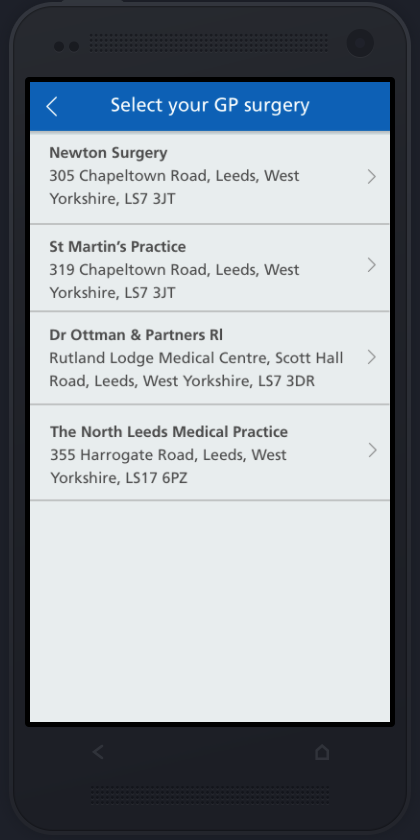 Select your GP surgery
Newton Surgery
305 Chapeltown Road, Leeds, West
Yorkshire, LS7 3JT
St Martin’s Practice
319 Chapeltown Road, Leeds, West
Yorkshire, LS7 3JT
Dr Ottman & Partners Rl
Rutland Lodge Medical Centre, Scott Hall
Road, Leeds, West Yorkshire, LS7 3DR
The North Leeds Medical Practice
355 Harrogate Road, Leeds, West
Yorkshire, LS17 6PZ